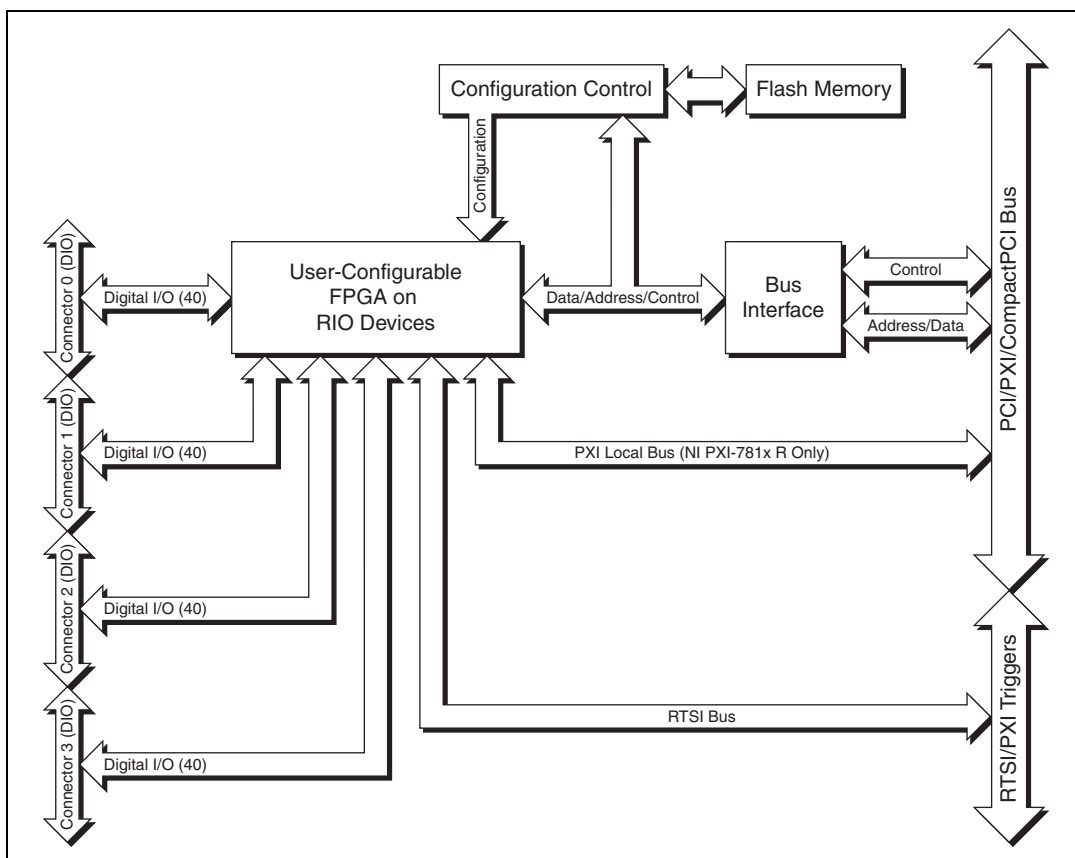 Configuration Control
Flash Memory
Configuration
PCI/PXI/CompactPCI Bus
Connector 0 (DIO)
Digital I/O (40)
User-Configurable
FPGA on
RIO Devices
Data/Address/Control
Bus
Interface
Control
Address/Data
Connector 1 (DIO)
Digital I/O (40)
PXI Local Bus (NI PXI-781x R Only)
Connector 2 (DIO)
Digital I/O (40)
RTSI Bus
RTSI/PXI Triggers
Connector 3 (DIO)
Digital I/O (40)